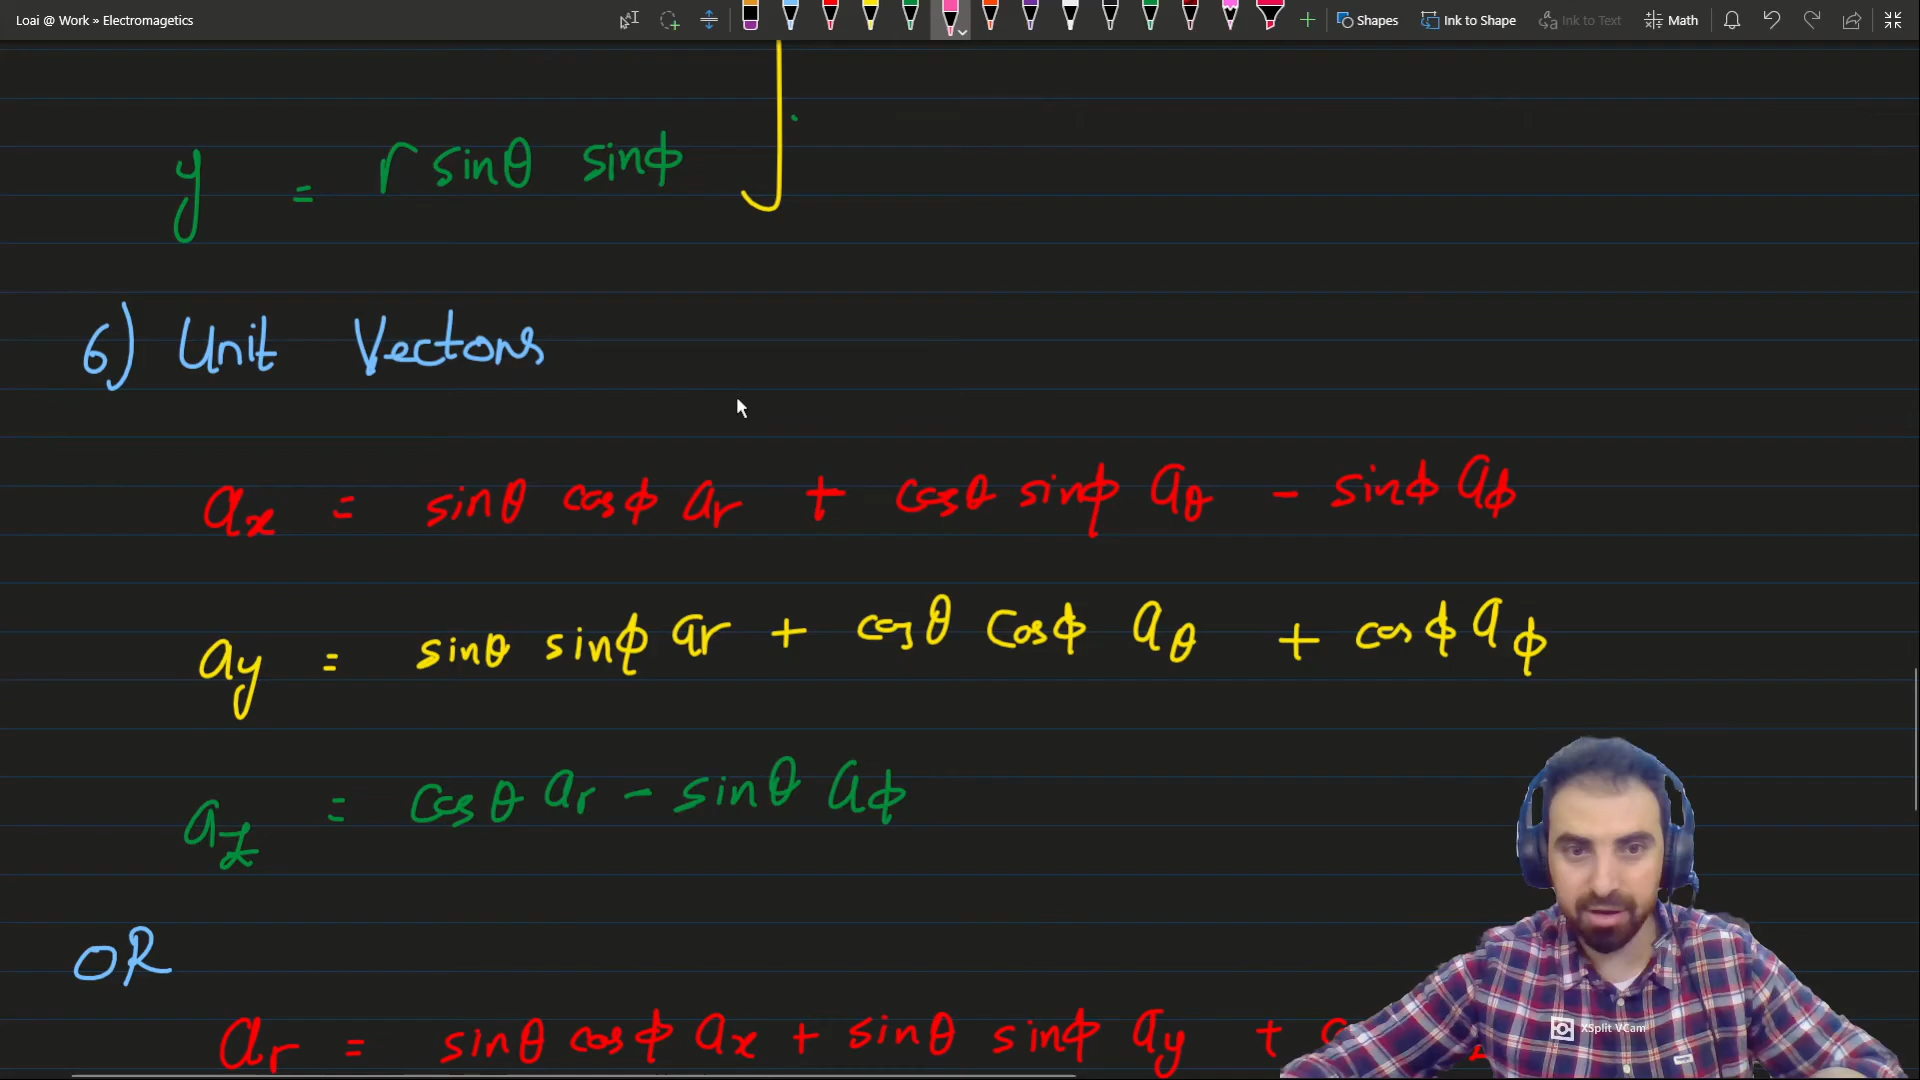 Loai @ Work » Electromagetics
Shapes Ink to Shape Ink to Text Math
y = r sinθ sinϕ
6) Unit Vectors
ax = sinθ cosϕ ar + cosθ sinϕ aθ - sinϕ aϕ
ay = sinθ sinϕ ar + cosθ cosϕ aθ + cosϕ aϕ
az = cosθ ar - sinθ aϕ
OR
ar = sinθ cosϕ ax + sinθ sinϕ ay +
XSplit VCam